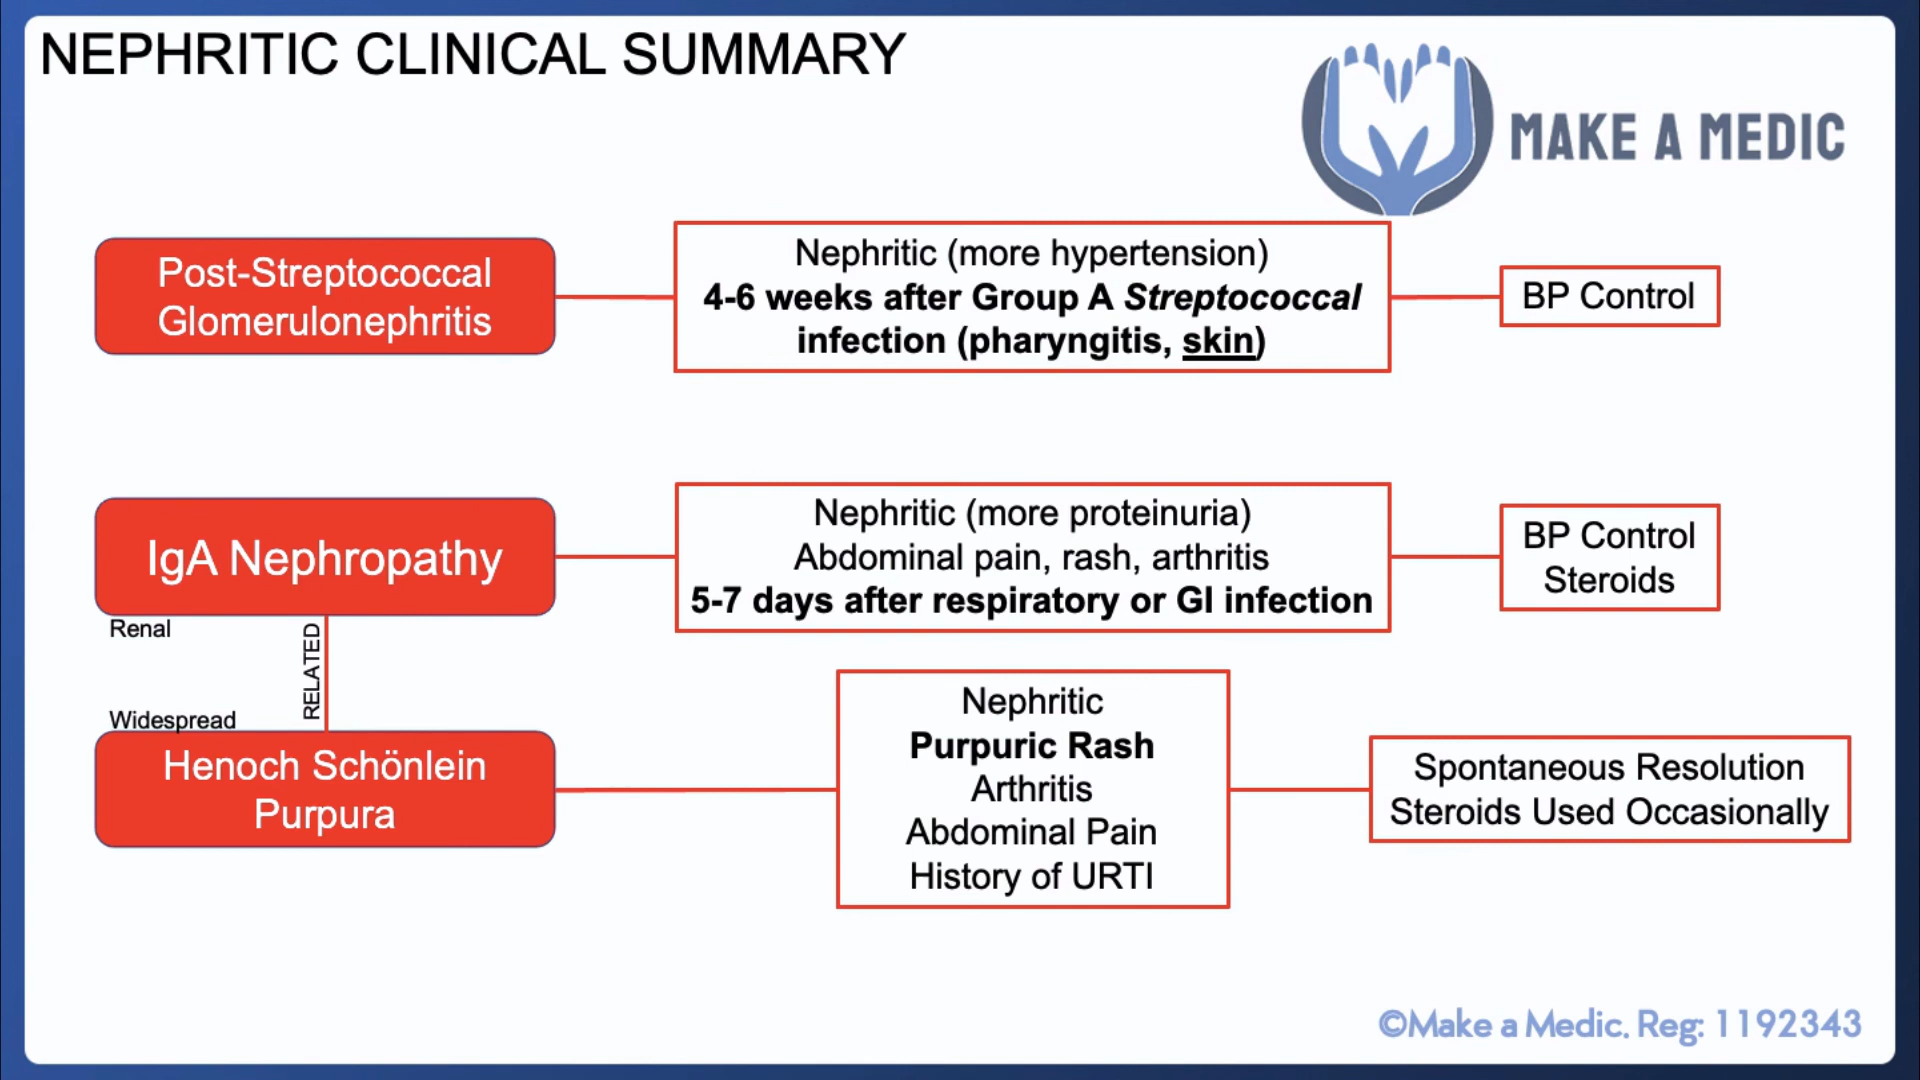 NEPHRITIC CLINICAL SUMMARY
MAKE A MEDIC
Post-Streptococcal
Glomerulonephritis
Nephritic (more hypertension)
4-6 weeks after Group A Streptococcal
infection (pharyngitis, skin)
BP Control
IgA Nephropathy
Nephritic (more proteinuria)
Abdominal pain, rash, arthritis
5-7 days after respiratory or GI infection
BP Control
Steroids
Renal
RELATED
Widespread
Henoch Schönlein
Purpura
Nephritic
Purpuric Rash
Arthritis
Abdominal Pain
History of URTI
Spontaneous Resolution
Steroids Used Occasionally
©Make a Medic. Reg: 1192343